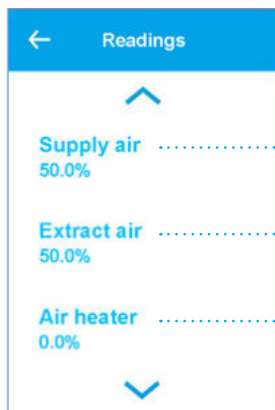 Readings
Supply air
50.0%
Extract air
50.0%
Air heater
0.0%